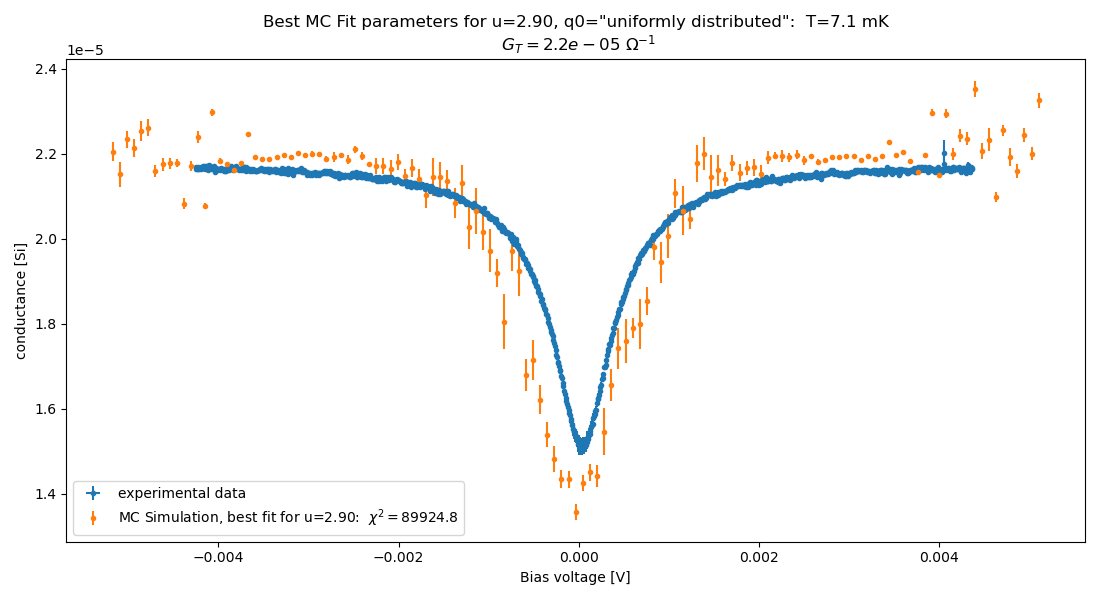 Best MC Fit parameters for u=2.90, q0="uniformly distributed":  T=7.1 mK
G_T = 2.2e − 05 Ω⁻¹
1e−5
2.4
2.2
2.0
1.8
1.6
1.4
conductance [Si]
experimental data
MC Simulation, best fit for u=2.90:  χ² = 89924.8
−0.004
−0.002
0.000
0.002
0.004
Bias voltage [V]